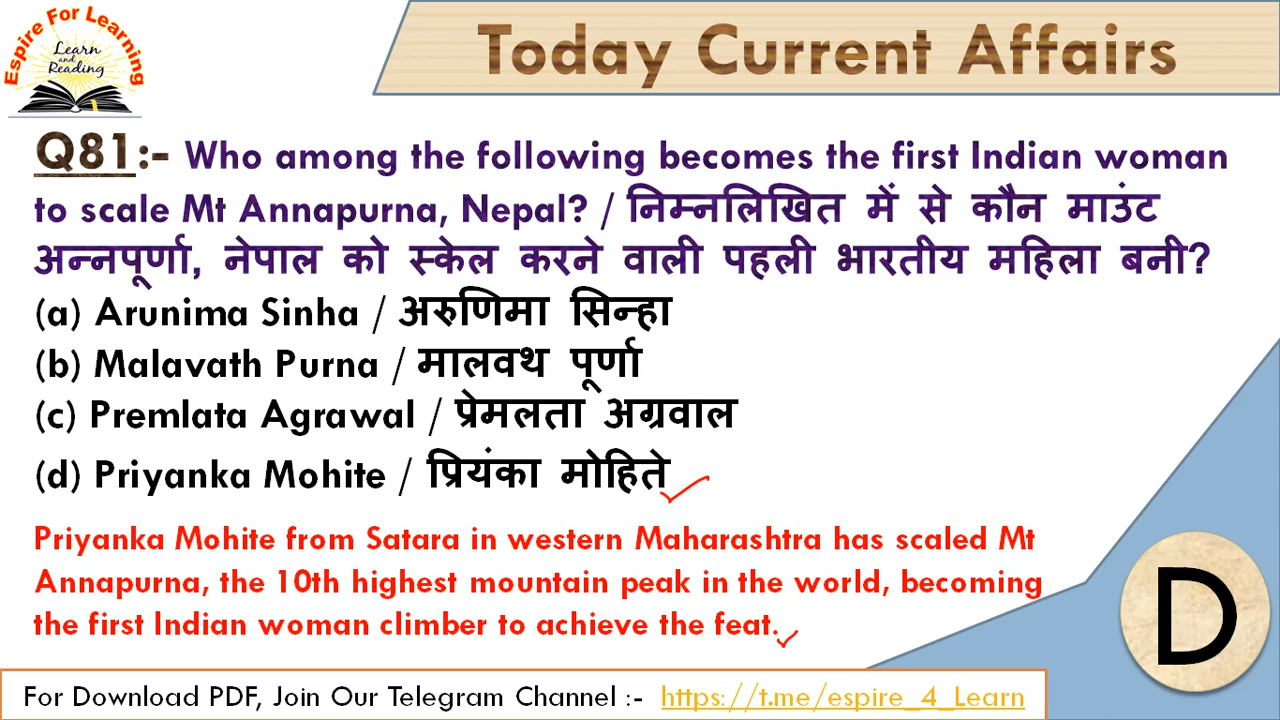 Espire For Learning
Learn
and
Reading
Today Current Affairs
Q81:- Who among the following becomes the first Indian woman
to scale Mt Annapurna, Nepal? / निम्नलिखित में से कौन माउंट
अन्नपूर्णा, नेपाल को स्केल करने वाली पहली भारतीय महिला बनी?
(a) Arunima Sinha / अरुणिमा सिन्हा
(b) Malavath Purna / मालवथ पूर्णा
(c) Premlata Agrawal / प्रेमलता अग्रवाल
(d) Priyanka Mohite / प्रियंका मोहिते
Priyanka Mohite from Satara in western Maharashtra has scaled Mt
Annapurna, the 10th highest mountain peak in the world, becoming
the first Indian woman climber to achieve the feat.
D
For Download PDF, Join Our Telegram Channel :- https://t.me/espire_4_Learn